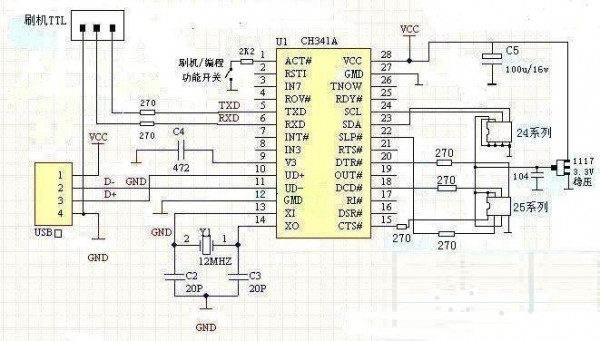 刷机TTL
U1 CH341A
VCC
刷机/编程
功能开关
2K2
C5
100u/16v
1 ACT# VCC 28
2 RSTI GMD 27
3 IN7 TNOW 26
4 ROV# RDY# 25
270 TXD 5 TXD SCL 24
270 RXD 6 RXD SDA 23
7 INT# SLP# 22
8 IN3 RTS# 21
9 V3 DTR# 20
10 UD+ OUT# 19
11 UD- DCD# 18
12 GMD RI# 17
13 XI DSR# 16
14 XO CTS# 15
24系列
C4
472
VCC
GND
1
2 D-
3 D+
4
USB口
GND
GND
270
270
270
270
104
1117
3.3V
稳压
25系列
2 Y1 1
12MHZ
C2
20P
C3
20P
GND